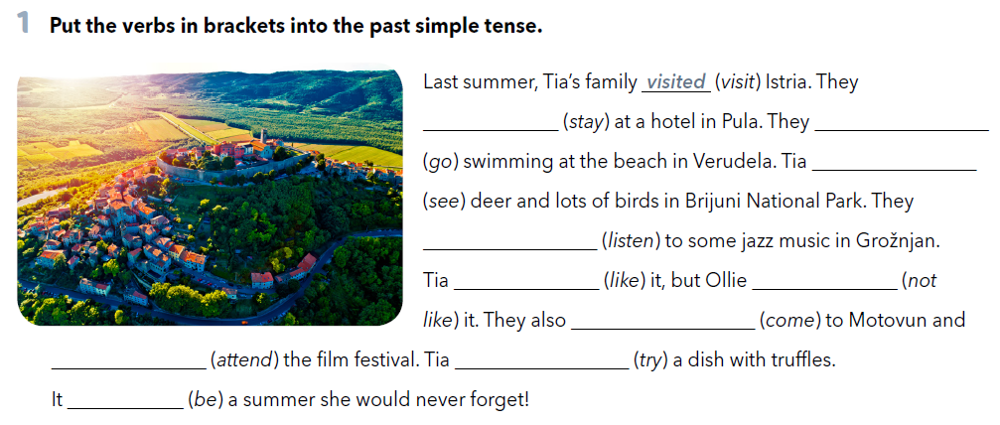 1 Put the verbs in brackets into the past simple tense.
Last summer, Tia's family visited (visit) Istria. They
____________ (stay) at a hotel in Pula. They ________________
(go) swimming at the beach in Verudela. Tia _______________
(see) deer and lots of birds in Brijuni National Park. They
________________ (listen) to some jazz music in Grožnjan.
Tia _____________ (like) it, but Ollie _____________ (not
like) it. They also _________________ (come) to Motovun and
______________ (attend) the film festival. Tia ________________ (try) a dish with truffles.
It ___________ (be) a summer she would never forget!